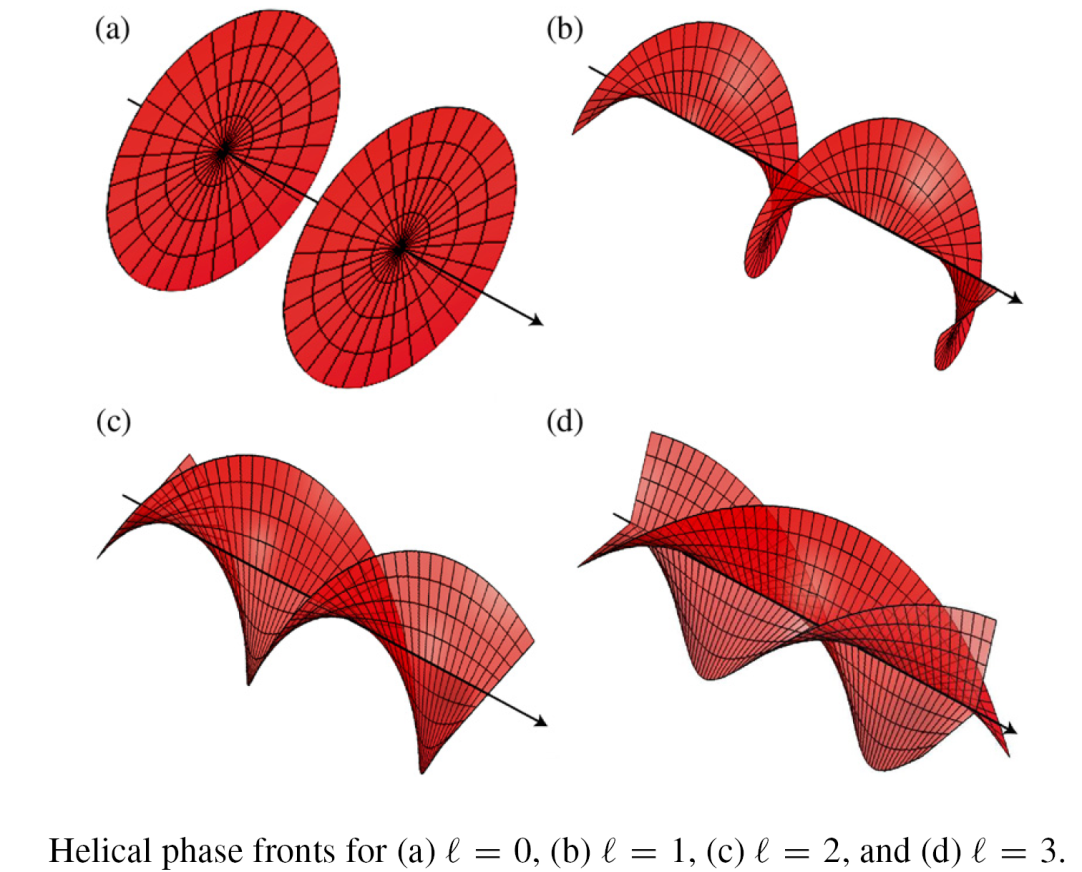 (a)
(b)
(c)
(d)
Helical phase fronts for (a) ℓ = 0, (b) ℓ = 1, (c) ℓ = 2, and (d) ℓ = 3.